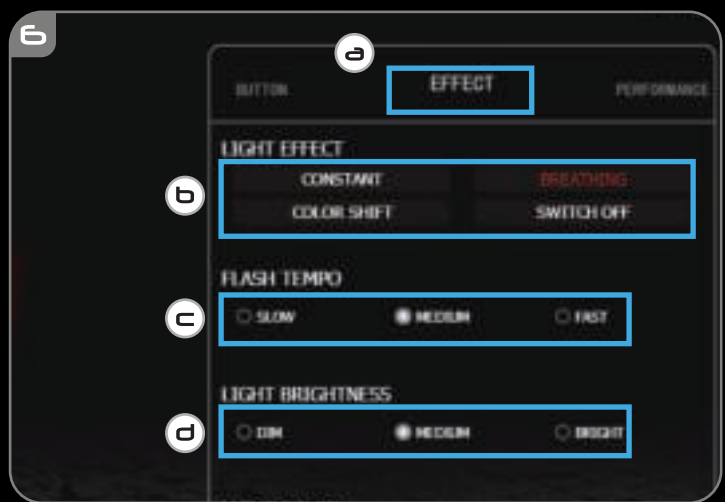 6
a
BUTTON EFFECT PERFORMANCE
LIGHT EFFECT
b
CONSTANT BREATHING
COLOR SHIFT SWITCH OFF
FLASH TEMPO
c
SLOW MEDIUM FAST
LIGHT BRIGHTNESS
d
DIM MEDIUM BRIGHT